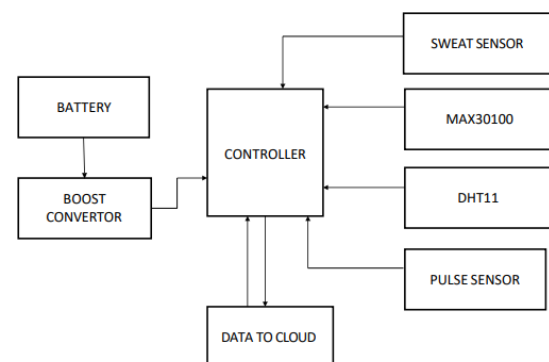 SWEAT SENSOR
BATTERY
MAX30100
CONTROLLER
BOOST
CONVERTOR
DHT11
PULSE SENSOR
DATA TO CLOUD